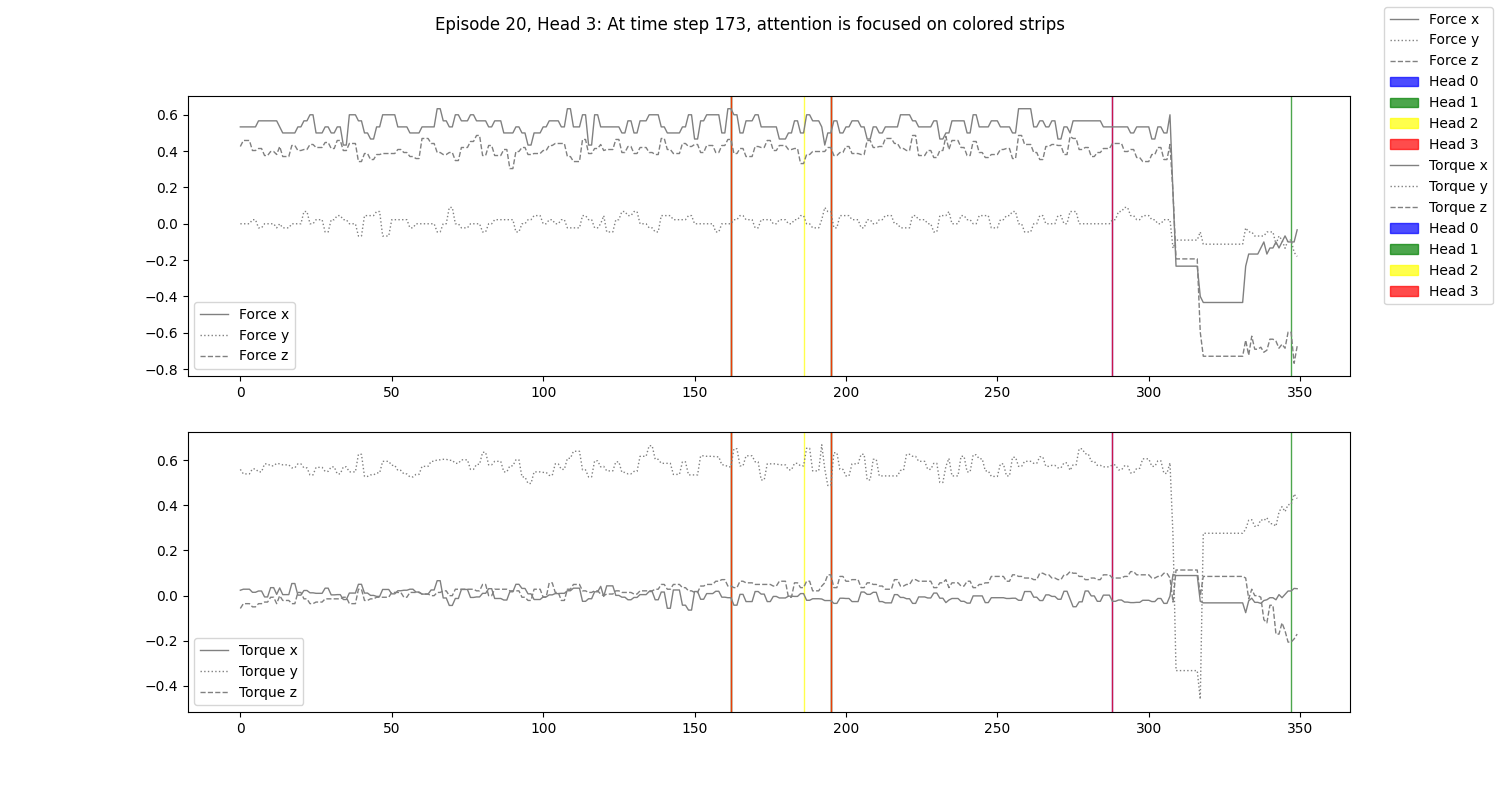 Episode 20, Head 3: At time step 173, attention is focused on colored strips
Force x
Force y
Force z
Head 0
Head 1
Head 2
Head 3
Torque x
Torque y
Torque z
Head 0
Head 1
Head 2
Head 3
0.6
0.4
0.2
0.0
−0.2
−0.4
−0.6
−0.8
Force x
Force y
Force z
0 50 100 150 200 250 300 350
0.6
0.4
0.2
0.0
−0.2
−0.4
Torque x
Torque y
Torque z
0 50 100 150 200 250 300 350